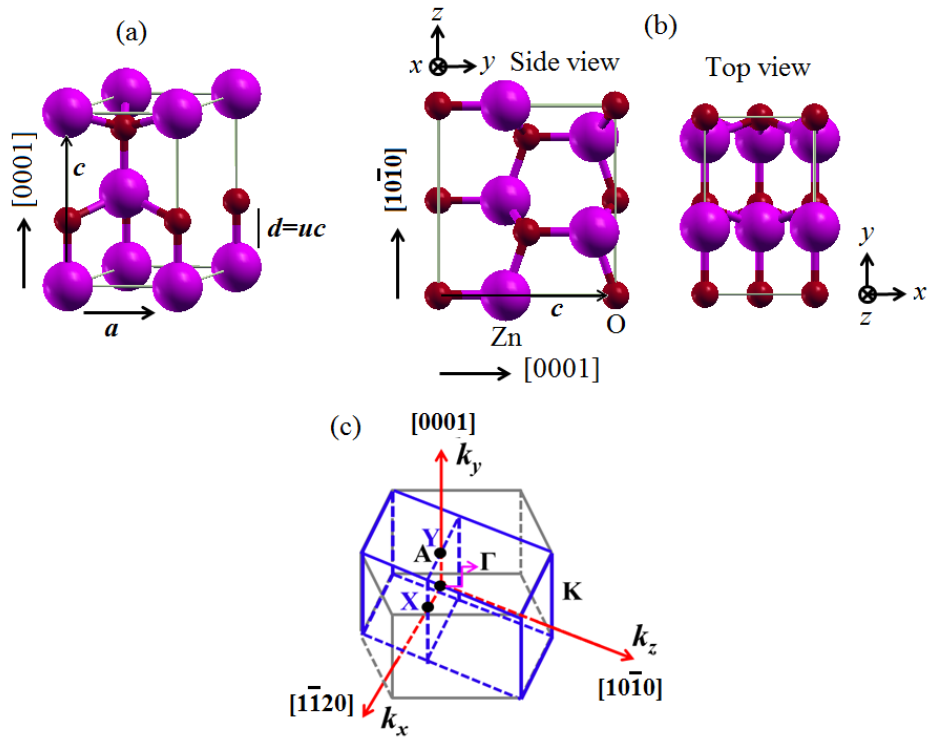 (a)
[0001]
c
d=uc
a
(b)
z
x
y
Side view
Top view
[101̄0]
c
Zn
O
[0001]
y
x
z
(c)
[0001]
k_y
Y
A
Γ
X
K
k_z
[101̄0]
[11̄20]
k_x